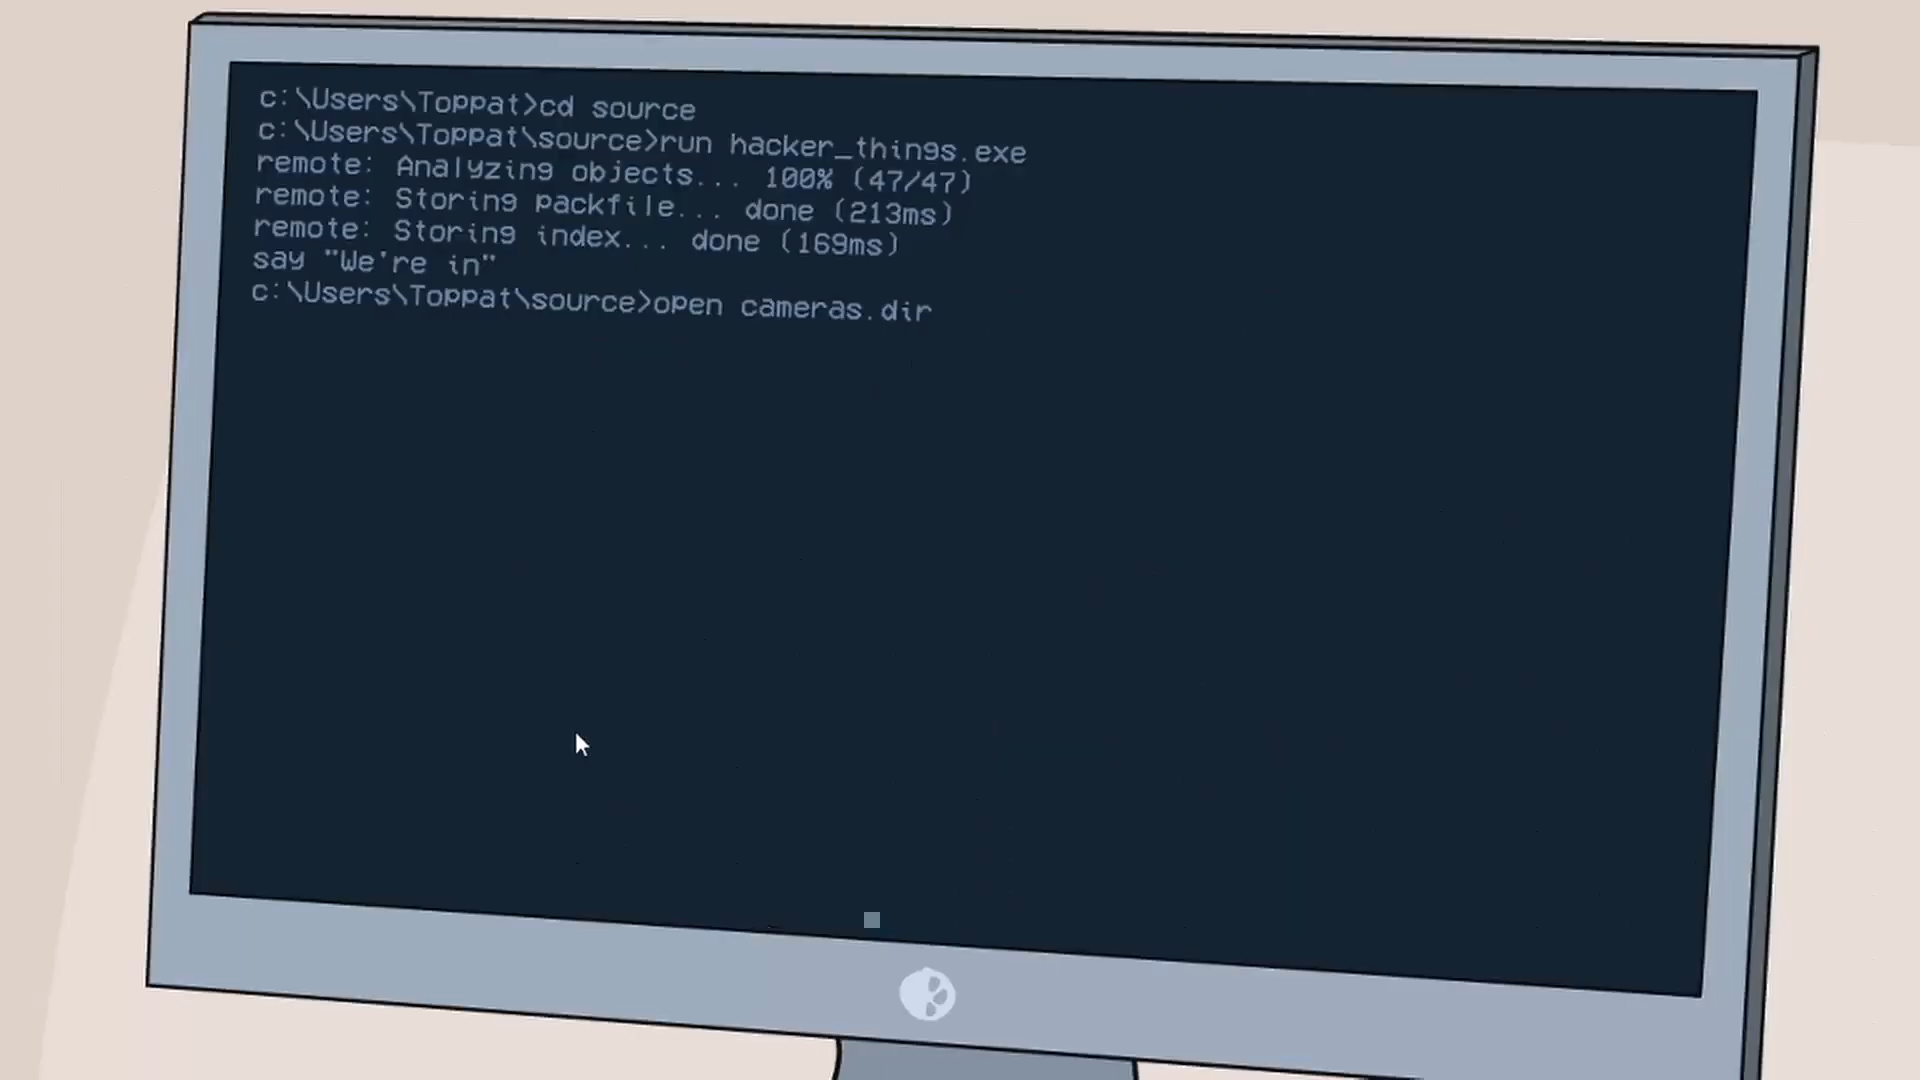 c:\Users\Toppat>cd source
c:\Users\Toppat\source>run hacker_things.exe
remote: Analyzing objects... 100% (47/47)
remote: Storing packfile... done (213ms)
remote: Storing index... done (169ms)
say "We're in"
c:\Users\Toppat\source>open cameras.dir